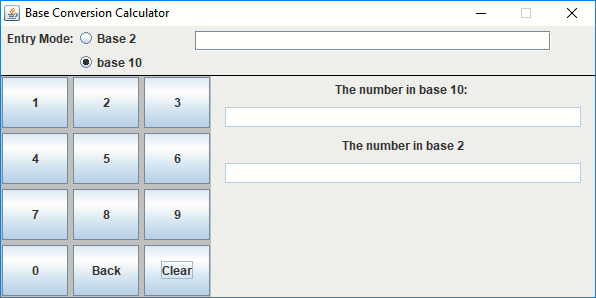 Base Conversion Calculator
Entry Mode: Base 2
base 10
1 2 3
4 5 6
7 8 9
0 Back Clear
The number in base 10:
The number in base 2